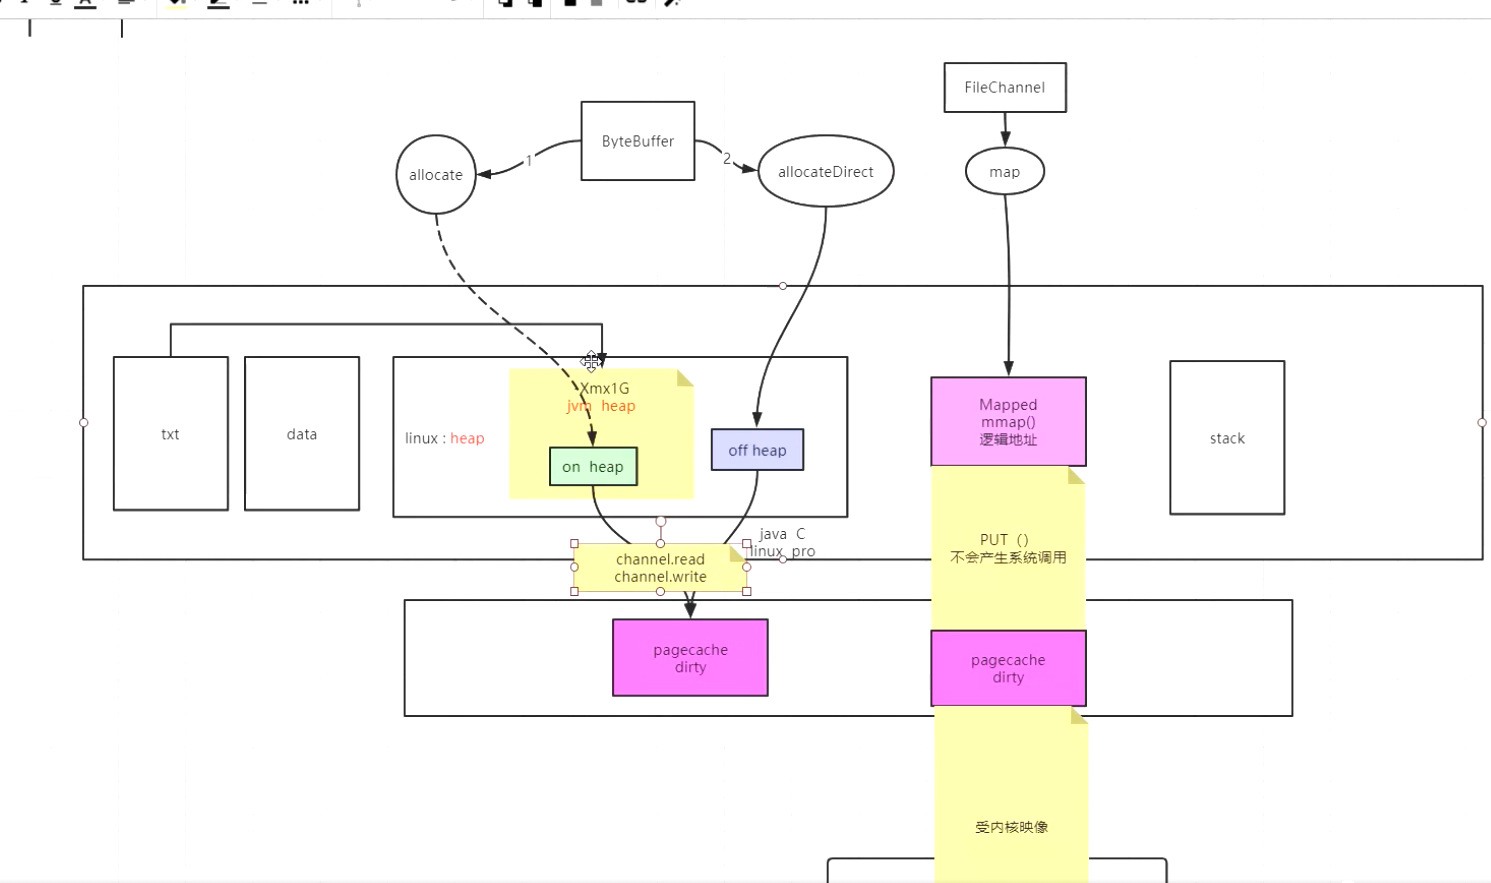 FileChannel
ByteBuffer
1
2
allocate
allocateDirect
map
Xmx1G
jvm heap
Mapped
mmap()
逻辑地址
txt
data
linux : heap
on heap
off heap
stack
java C
linux pro
PUT（）
不会产生系统调用
channel.read
channel.write
pagecache
dirty
pagecache
dirty
受内核映像